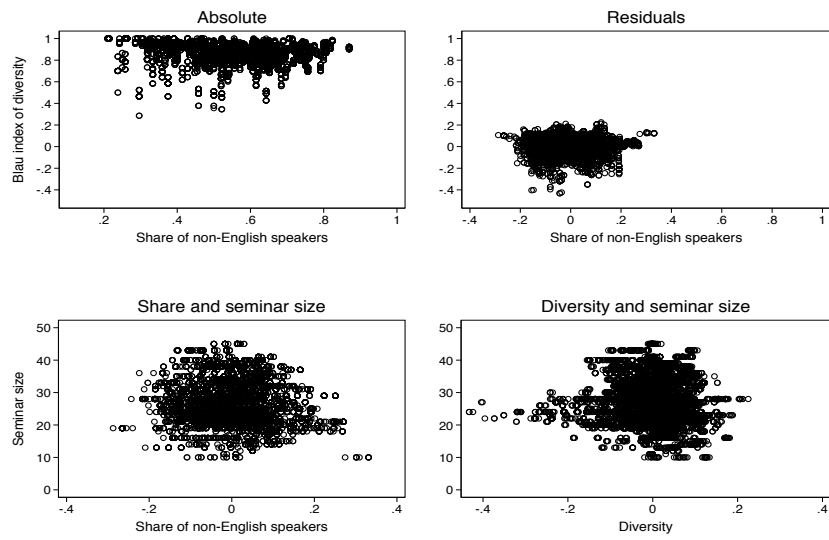 Absolute
Residuals
Blau index of diversity
1
.8
.6
.4
.2
0
-.2
-.4
.2 .4 .6 .8 1
Share of non-English speakers
1
.8
.6
.4
.2
0
-.2
-.4
-.4 -.2 0 .2 .4 .6 .8 1
Share of non-English speakers
Share and seminar size
Diversity and seminar size
Seminar size
50
40
30
20
10
0
-.4 -.2 0 .2 .4
Share of non-English speakers
50
40
30
20
10
0
-.4 -.2 0 .2 .4
Diversity